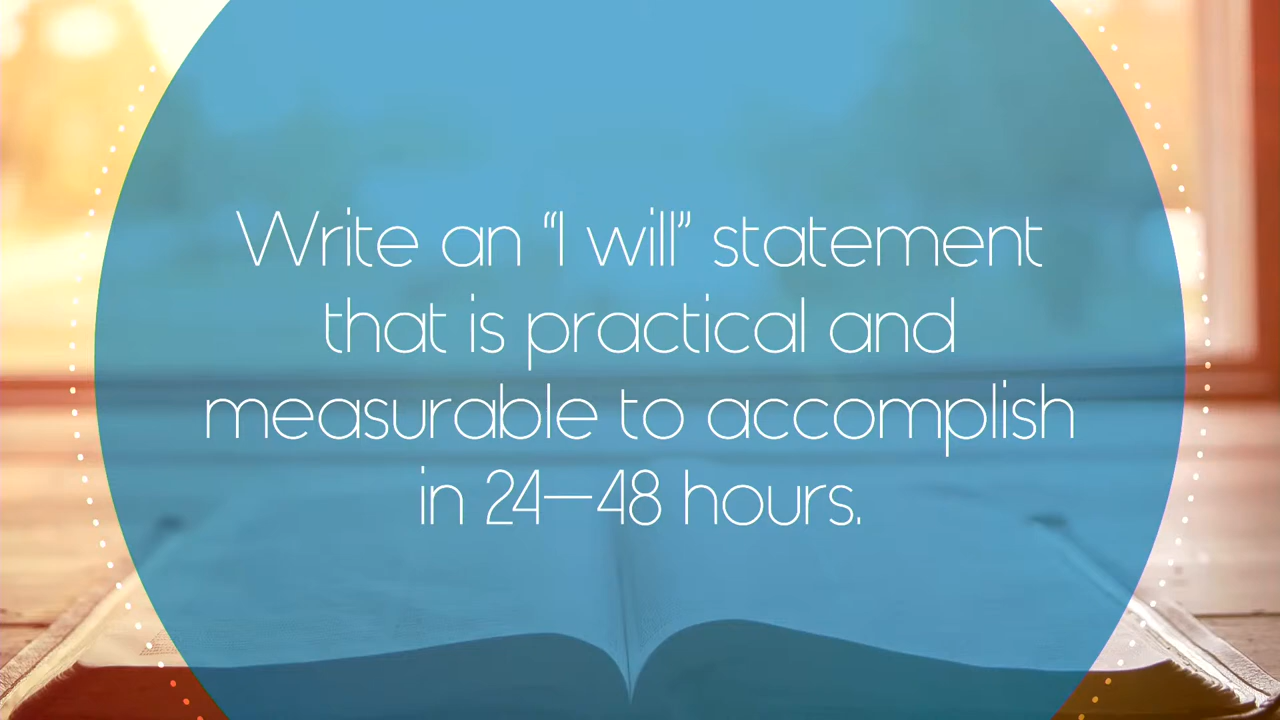 Write an “I will” statement
that is practical and
measurable to accomplish
in 24–48 hours.